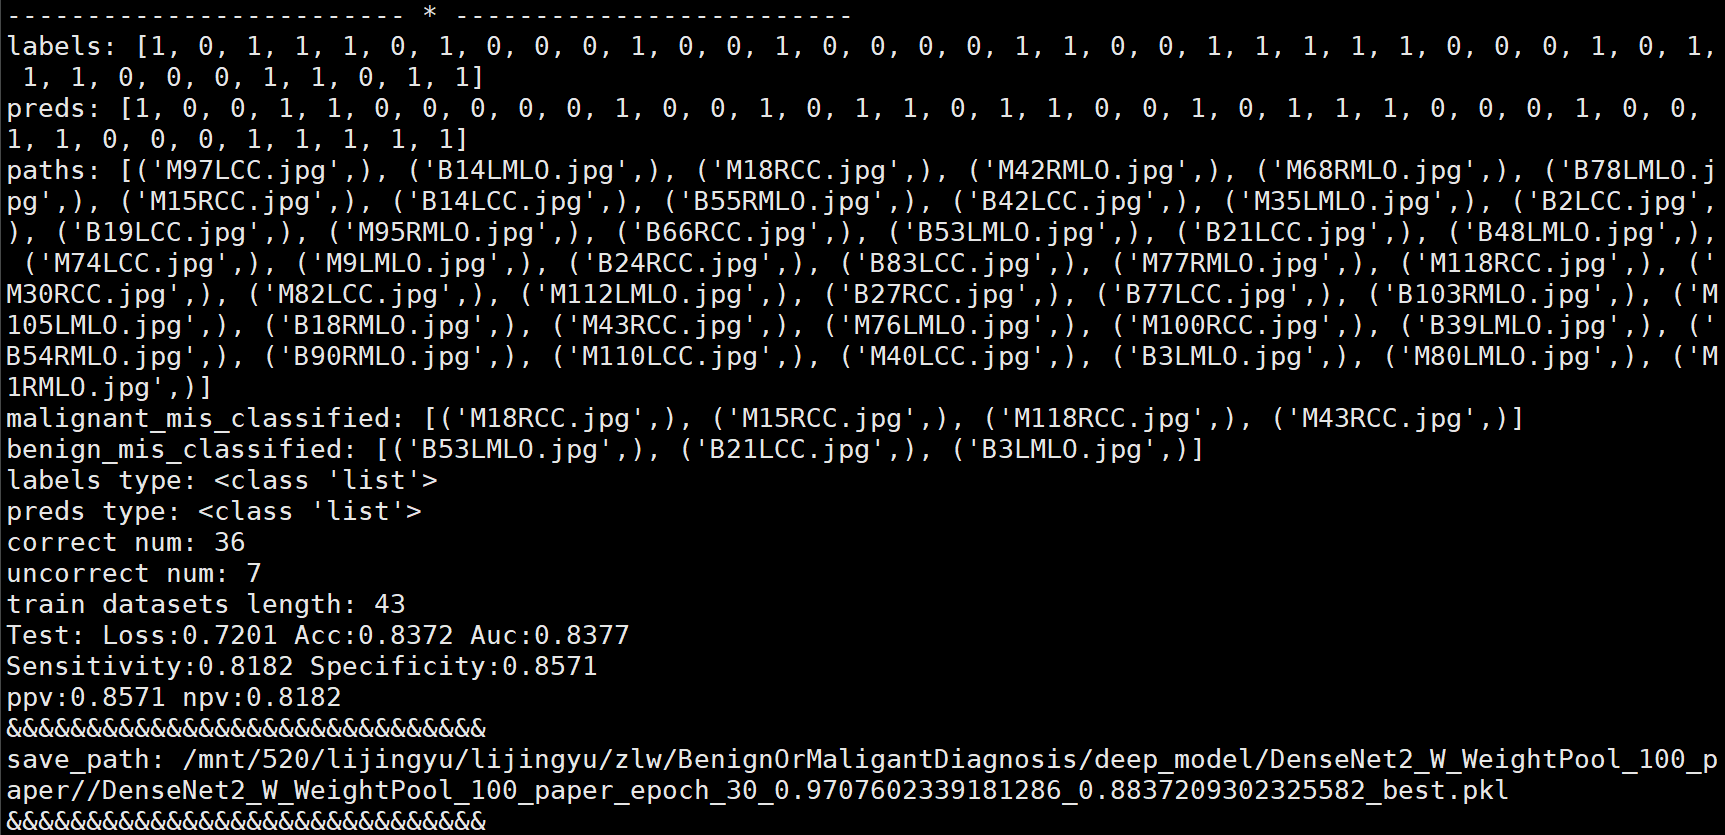 ------------------------- * -------------------------
labels: [1, 0, 1, 1, 1, 0, 1, 0, 0, 0, 1, 0, 0, 1, 0, 0, 0, 0, 1, 1, 0, 0, 1, 1, 1, 1, 1, 0, 0, 0, 1, 0, 1,
1, 1, 0, 0, 0, 1, 1, 0, 1, 1]
preds: [1, 0, 0, 1, 1, 0, 0, 0, 0, 0, 1, 0, 0, 1, 0, 1, 1, 0, 1, 1, 0, 0, 1, 0, 1, 1, 1, 0, 0, 0, 1, 0, 0,
1, 1, 0, 0, 0, 1, 1, 1, 1, 1]
paths: [('M97LCC.jpg',), ('B14LMLO.jpg',), ('M18RCC.jpg',), ('M42RMLO.jpg',), ('M68RMLO.jpg',), ('B78LMLO.j
pg',), ('M15RCC.jpg',), ('B14LCC.jpg',), ('B55RMLO.jpg',), ('B42LCC.jpg',), ('M35LMLO.jpg',), ('B2LCC.jpg',
), ('B19LCC.jpg',), ('M95RMLO.jpg',), ('B66RCC.jpg',), ('B53LMLO.jpg',), ('B21LCC.jpg',), ('B48LMLO.jpg',),
('M74LCC.jpg',), ('M9LMLO.jpg',), ('B24RCC.jpg',), ('B83LCC.jpg',), ('M77RMLO.jpg',), ('M118RCC.jpg',), ('
M30RCC.jpg',), ('M82LCC.jpg',), ('M112LMLO.jpg',), ('B27RCC.jpg',), ('B77LCC.jpg',), ('B103RMLO.jpg',), ('M
105LMLO.jpg',), ('B18RMLO.jpg',), ('M43RCC.jpg',), ('M76LMLO.jpg',), ('M100RCC.jpg',), ('B39LMLO.jpg',), ('
B54RMLO.jpg',), ('B90RMLO.jpg',), ('M110LCC.jpg',), ('M40LCC.jpg',), ('B3LMLO.jpg',), ('M80LMLO.jpg',), ('M
1RMLO.jpg',)]
malignant_mis_classified: [('M18RCC.jpg',), ('M15RCC.jpg',), ('M118RCC.jpg',), ('M43RCC.jpg',)]
benign_mis_classified: [('B53LMLO.jpg',), ('B21LCC.jpg',), ('B3LMLO.jpg',)]
labels type: <class 'list'>
preds type: <class 'list'>
correct num: 36
uncorrect num: 7
train datasets length: 43
Test: Loss:0.7201 Acc:0.8372 Auc:0.8377
Sensitivity:0.8182 Specificity:0.8571
ppv:0.8571 npv:0.8182
&&&&&&&&&&&&&&&&&&&&&&&&&&&&&&
save_path: /mnt/520/lijingyu/lijingyu/zlw/BenignOrMaligantDiagnosis/deep_model/DenseNet2_W_WeightPool_100_p
aper//DenseNet2_W_WeightPool_100_paper_epoch_30_0.9707602339181286_0.8837209302325582_best.pkl
&&&&&&&&&&&&&&&&&&&&&&&&&&&&&&